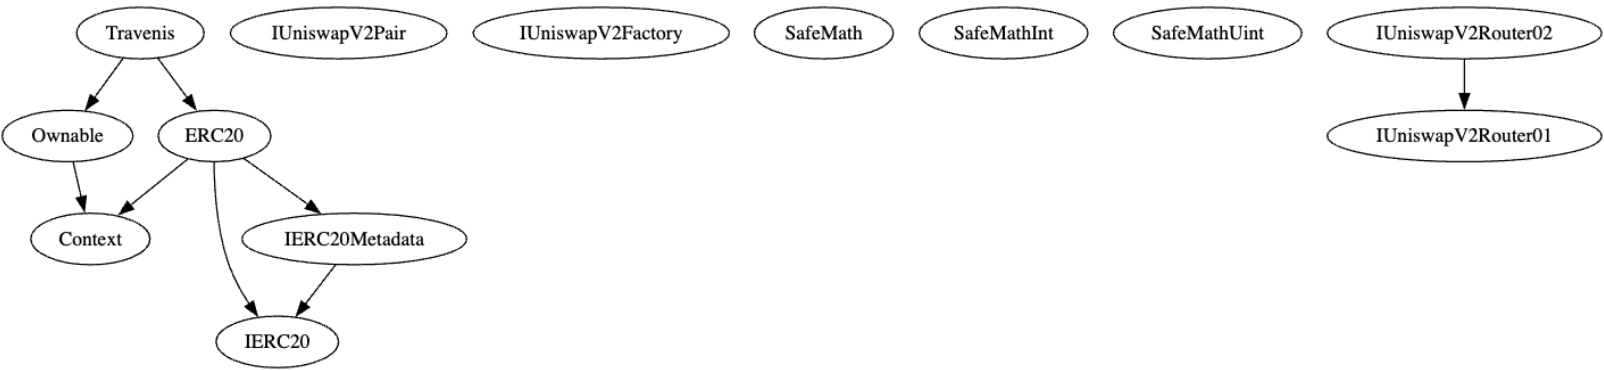 Travenis
IUniswapV2Pair
IUniswapV2Factory
SafeMath
SafeMathInt
SafeMathUint
IUniswapV2Router02
Ownable
ERC20
IUniswapV2Router01
Context
IERC20Metadata
IERC20